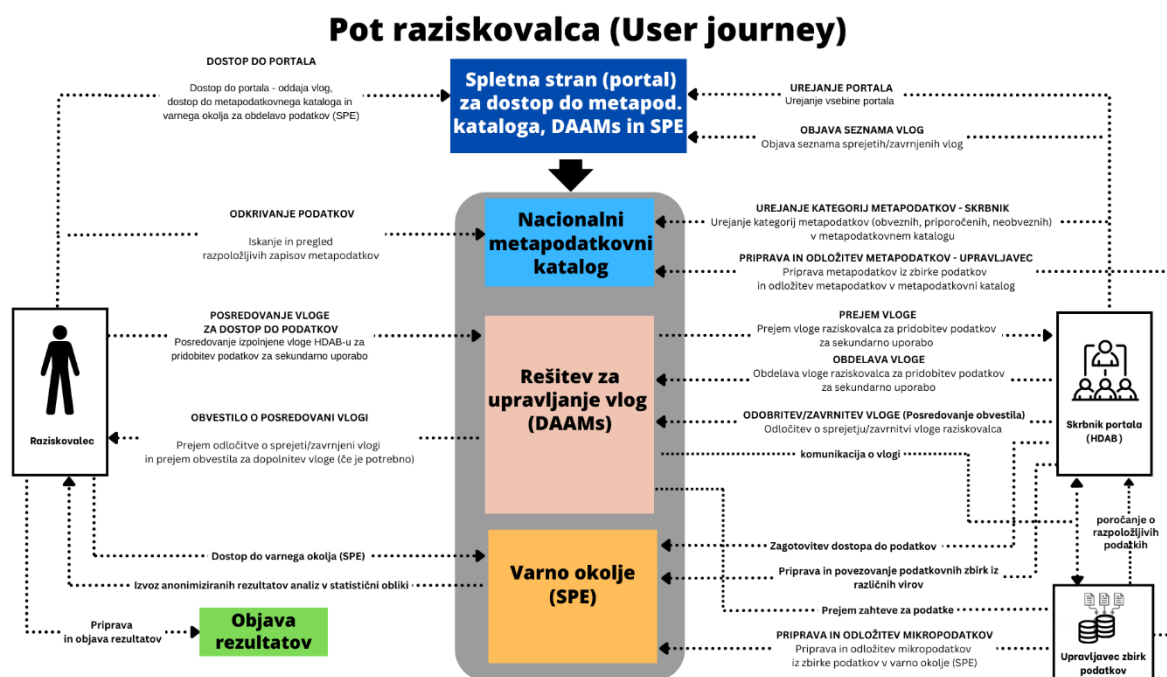 Pot raziskovalca (User journey)
DOSTOP DO PORTALA
Dostop do portala - oddaja vlog,
dostop do metapodatkovnega kataloga in
varnega okolja za obdelavo podatkov (SPE)
Spletna stran (portal)
za dostop do metapod.
kataloga, DAAMs in SPE
UREJANJE PORTALA
Urejanje vsebine portala
OBJAVA SEZNAMA VLOG
Objava seznama sprejetih/zavrnjenih vlog
ODKRIVANJE PODATKOV
Iskanje in pregled
razpoložljivih zapisov metapodatkov
Nacionalni
metapodatkovni
katalog
UREJANJE KATEGORIJ METAPODATKOV - SKRBNIK
Urejanje kategorij metapodatkov (obveznih, priporočenih, neobveznih)
v metapodatkovnem katalogu
PRIPRAVA IN ODLOŽITEV METAPODATKOV - UPRAVLJAVEC
Priprava metapodatkov iz zbirke podatkov
in odložitev metapodatkov v metapodatkovni katalog
Raziskovalec
POSREDOVANJE VLOGE
ZA DOSTOP DO PODATKOV
Posredovanje izpolnjene vloge HDAB-u za
pridobitev podatkov za sekundarno uporabo
OBVESTILO O POSREDOVANI VLOGI
Prejem odločitve o sprejeti/zavrnjeni vlogi
in prejem obvestila za dopolnitev vloge (če je potrebno)
Rešitev za
upravljanje vlog
(DAAMs)
PREJEM VLOGE
Prejem vloge raziskovalca za pridobitev podatkov
za sekundarno uporabo
OBDELAVA VLOGE
Obdelava vloge raziskovalca za pridobitev podatkov
za sekundarno uporabo
ODOBRITEV/ZAVRNITEV VLOGE (Posredovanje obvestila)
Odločitev o sprejetju/zavrnitvi vloge raziskovalca
komunikacija o vlogi
Skrbnik portala
(HDAB)
poročanje o
razpoložljivih
podatkih
Dostop do varnega okolja (SPE)
Izvoz anonimiziranih rezultatov analiz v statistični obliki
Varno okolje
(SPE)
Zagotovitev dostopa do podatkov
Priprava in povezovanje podatkovnih zbirk iz
različnih virov
Prejem zahteve za podatke
PRIPRAVA IN ODLOŽITEV MIKROPODATKOV
Priprava in odložitev mikropodatkov
iz zbirke podatkov v varno okolje (SPE)
Upravljavec zbirk
podatkov
Priprava
in objava rezultatov
Objava
rezultatov